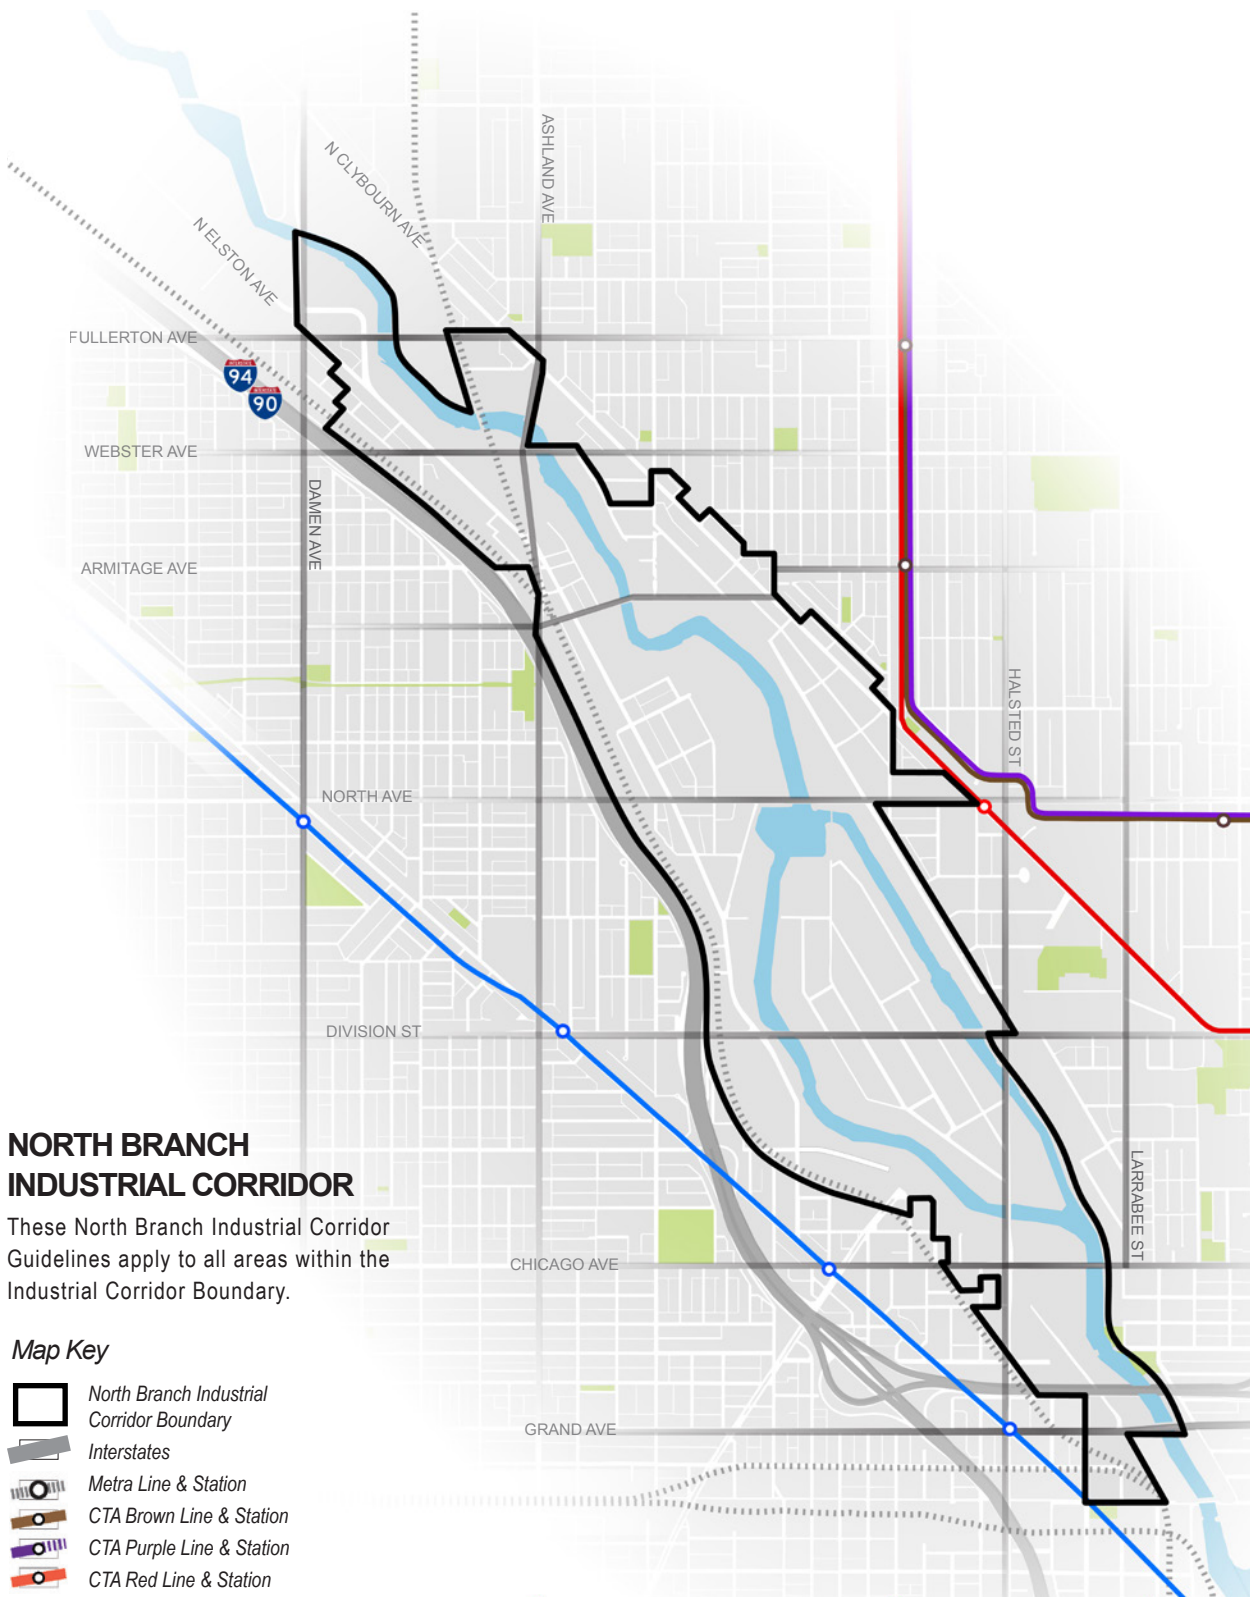 ASHLAND AVE
N CLYBOURN AVE
N ELSTON AVE
FULLERTON AVE
94
90
WEBSTER AVE
DAMEN AVE
ARMITAGE AVE
HALSTED ST
NORTH AVE
DIVISION ST
LARRABEE ST
CHICAGO AVE
GRAND AVE
NORTH BRANCH
INDUSTRIAL CORRIDOR
These North Branch Industrial Corridor
Guidelines apply to all areas within the
Industrial Corridor Boundary.
Map Key
North Branch Industrial
Corridor Boundary
Interstates
Metra Line & Station
CTA Brown Line & Station
CTA Purple Line & Station
CTA Red Line & Station